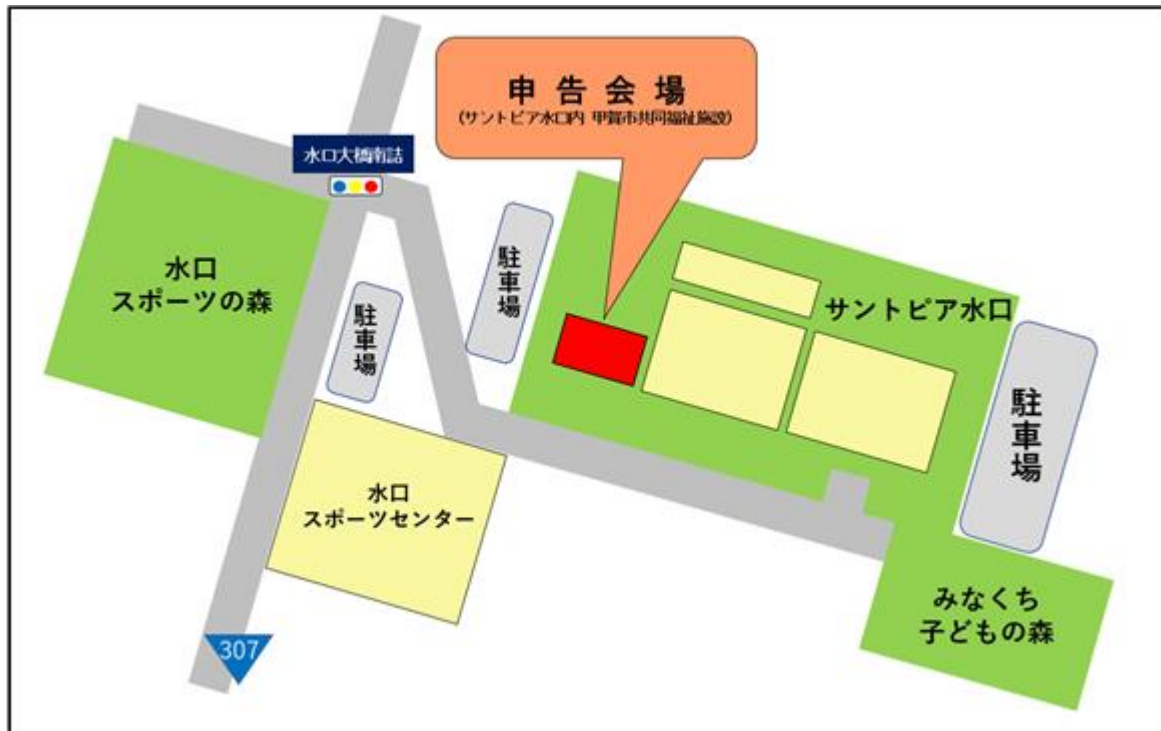 申告会場
(サントピア水口内 甲賀市共同福祉施設)
水口大橋南詰
水口
スポーツの森
駐車場
駐車場
サントピア水口
駐車場
水口
スポーツセンター
みなくち
子どもの森
307